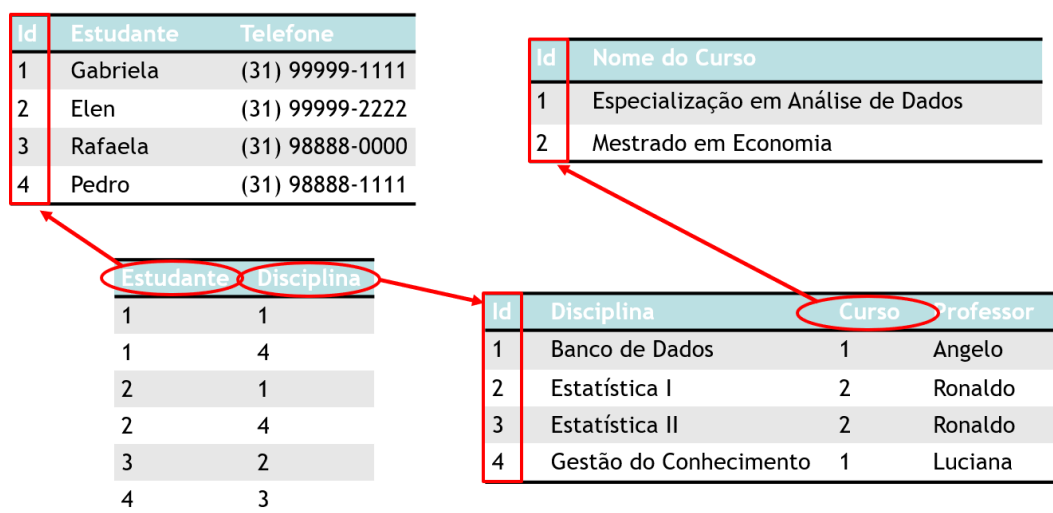 Id Estudante Telefone
1 Gabriela (31) 99999-1111
2 Elen (31) 99999-2222
3 Rafaela (31) 98888-0000
4 Pedro (31) 98888-1111
Id Nome do Curso
1 Especialização em Análise de Dados
2 Mestrado em Economia
Estudante Disciplina
1 1
1 4
2 1
2 4
3 2
4 3
Id Disciplina Curso Professor
1 Banco de Dados 1 Angelo
2 Estatística I 2 Ronaldo
3 Estatística II 2 Ronaldo
4 Gestão do Conhecimento 1 Luciana